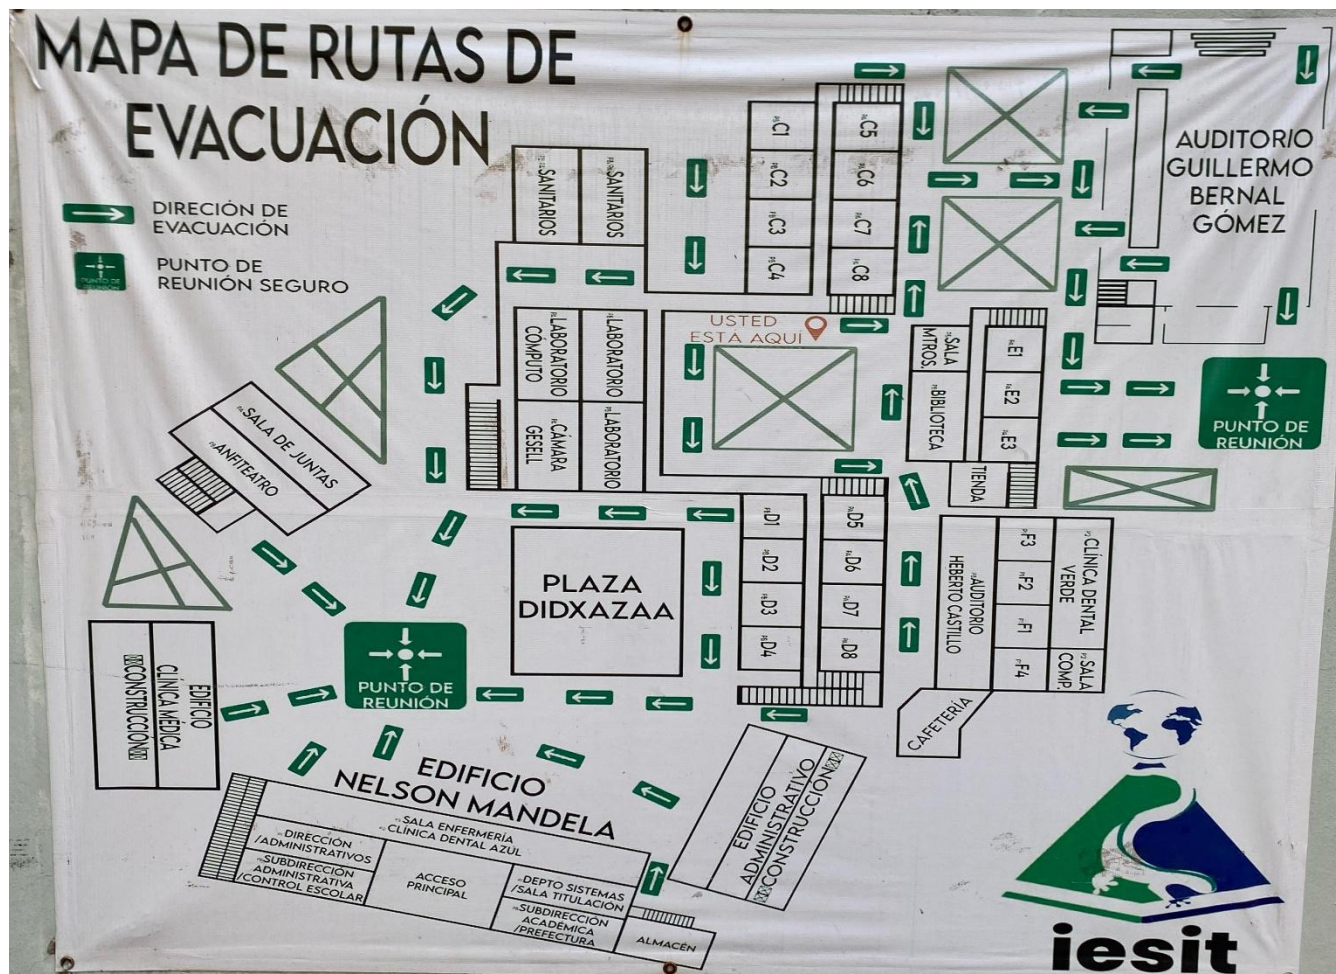 MAPA DE RUTAS DE
EVACUACIÓN
DIRECIÓN DE
EVACUACIÓN
PUNTO DE
REUNIÓN SEGURO
SANITARIOS
SANITARIOS
C1
C2
C3
C4
C5
C6
C7
C8
AUDITORIO
GUILLERMO
BERNAL
GÓMEZ
USTED
ESTÁ AQUÍ
LABORATORIO
CÓMPUTO
LABORATORIO
CÁMARA
GESELL
LABORATORIO
SALA
MTROS.
BIBLIOTECA
E1
E2
E3
TIENDA
PUNTO DE
REUNIÓN
SALA DE JUNTAS
ANFITEATRO
PLAZA
DIDXAZAA
D1
D2
D3
D4
D5
D6
D7
D8
AUDITORIO
HEBERTO CASTILLO
F3
F2
F1
F4
CLÍNICA DENTAL
VERDE
SALA
COMP.
CAFETERÍA
EDIFICIO
CLÍNICA MÉDICA
CONSTRUCCION
PUNTO DE
REUNIÓN
EDIFICIO
NELSON MANDELA
SALA ENFERMERÍA
CLÍNICA DENTAL AZUL
DIRECCIÓN
/ADMINISTRATIVOS
SUBDIRECCIÓN
ADMINISTRATIVA
/CONTROL ESCOLAR
ACCESO
PRINCIPAL
DEPTO SISTEMAS
/SALA TITULACIÓN
SUBDIRECCIÓN
ACADÉMICA
/PREFECTURA
ALMACÉN
EDIFICIO
ADMINISTRATIVO
CONSTRUCCION
iesit